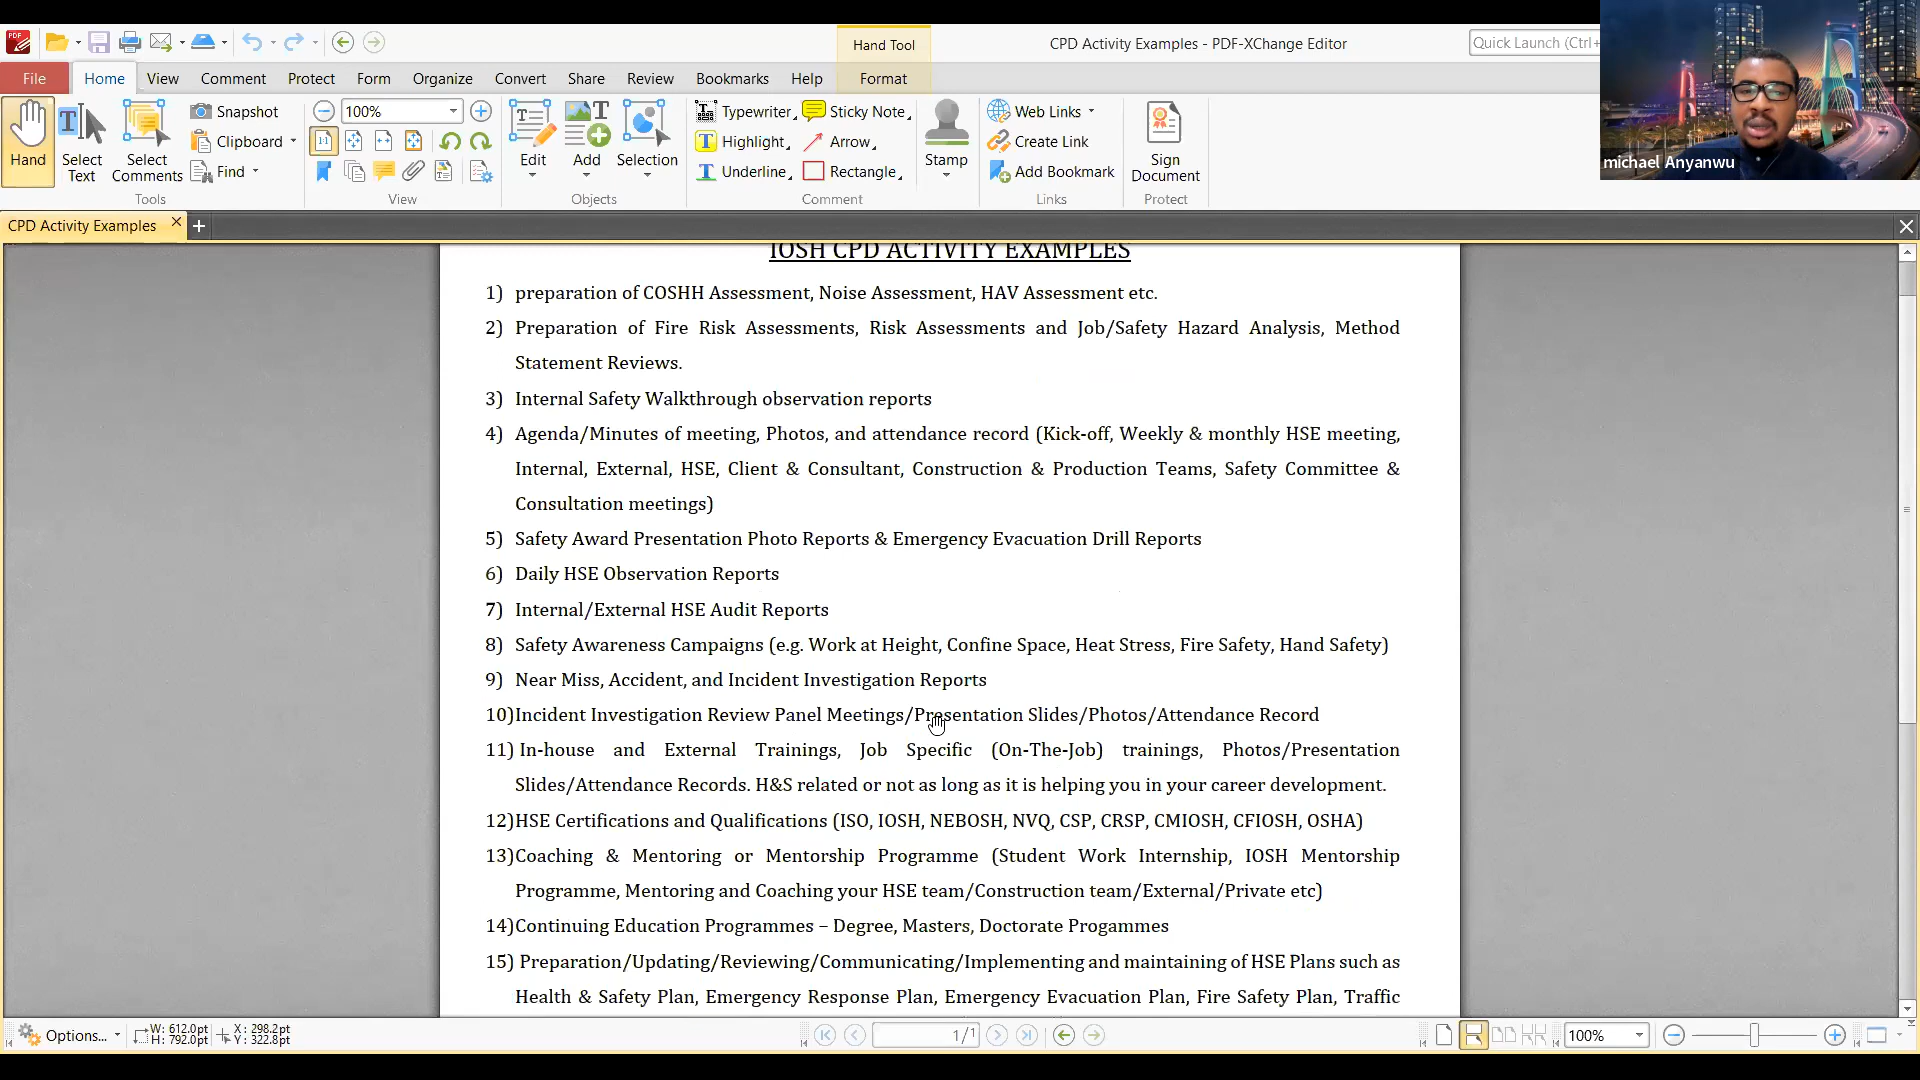 Hand Tool
CPD Activity Examples - PDF-XChange Editor
Quick Launch (Ctrl+
File
Home
View
Comment
Protect
Form
Organize
Convert
Share
Review
Bookmarks
Help
Format
Hand
Select Text
Select Comments
Snapshot
Clipboard
Find
Tools
100%
View
Edit
Add
Selection
Objects
Typewriter
Highlight
Underline
Sticky Note
Arrow
Rectangle
Stamp
Comment
Web Links
Create Link
Add Bookmark
Links
Sign Document
Protect
michael Anyanwu
CPD Activity Examples
IOSH CPD ACTIVITY EXAMPLES
1) preparation of COSHH Assessment, Noise Assessment, HAV Assessment etc.
2) Preparation of Fire Risk Assessments, Risk Assessments and Job/Safety Hazard Analysis, Method
Statement Reviews.
3) Internal Safety Walkthrough observation reports
4) Agenda/Minutes of meeting, Photos, and attendance record (Kick-off, Weekly & monthly HSE meeting,
Internal, External, HSE, Client & Consultant, Construction & Production Teams, Safety Committee &
Consultation meetings)
5) Safety Award Presentation Photo Reports & Emergency Evacuation Drill Reports
6) Daily HSE Observation Reports
7) Internal/External HSE Audit Reports
8) Safety Awareness Campaigns (e.g. Work at Height, Confine Space, Heat Stress, Fire Safety, Hand Safety)
9) Near Miss, Accident, and Incident Investigation Reports
10)Incident Investigation Review Panel Meetings/Presentation Slides/Photos/Attendance Record
11) In-house and External Trainings, Job Specific (On-The-Job) trainings, Photos/Presentation
Slides/Attendance Records. H&S related or not as long as it is helping you in your career development.
12)HSE Certifications and Qualifications (ISO, IOSH, NEBOSH, NVQ, CSP, CRSP, CMIOSH, CFIOSH, OSHA)
13)Coaching & Mentoring or Mentorship Programme (Student Work Internship, IOSH Mentorship
Programme, Mentoring and Coaching your HSE team/Construction team/External/Private etc)
14)Continuing Education Programmes – Degree, Masters, Doctorate Progammes
15) Preparation/Updating/Reviewing/Communicating/Implementing and maintaining of HSE Plans such as
Health & Safety Plan, Emergency Response Plan, Emergency Evacuation Plan, Fire Safety Plan, Traffic
Options...
W: 612.0pt
H: 792.0pt
X: 298.2pt
Y: 322.8pt
1/1
100%